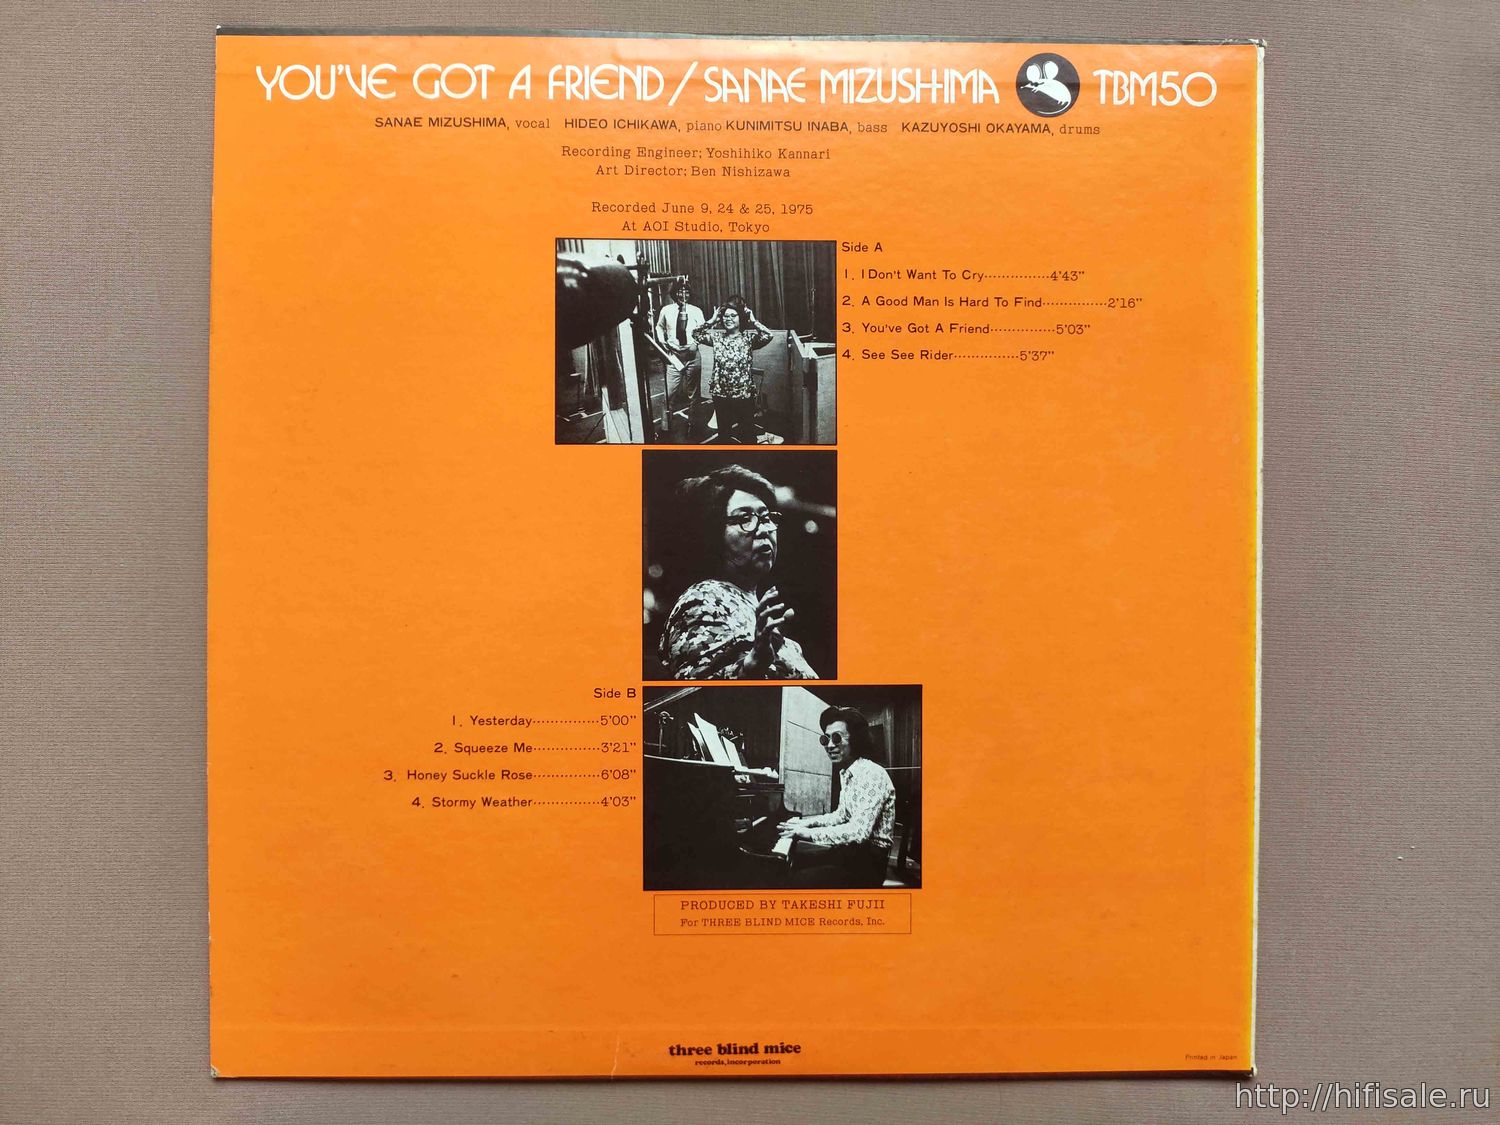 YOU'VE GOT A FRIEND/SANAE MIZUSHIMA TBM50
SANAE MIZUSHIMA, vocal HIDEO ICHIKAWA, piano KUNIMITSU INABA, bass KAZUYOSHI OKAYAMA, drums
Recording Engineer; Yoshihiko Kannari
Art Director; Ben Nishizawa
Recorded June 9, 24 & 25, 1975
At AOI Studio, Tokyo
Side A
1. I Don't Want To Cry···············4'43"
2. A Good Man Is Hard To Find···············2'16"
3. You've Got A Friend···············5'03"
4. See See Rider···············5'37"
Side B
1. Yesterday···············5'00"
2. Squeeze Me···············3'21"
3. Honey Suckle Rose···············6'08"
4. Stormy Weather···············4'03"
PRODUCED BY TAKESHI FUJII
For THREE BLIND MICE Records, Inc.
three blind mice
records, incorporation
Printed in Japan
http://hifisale.ru